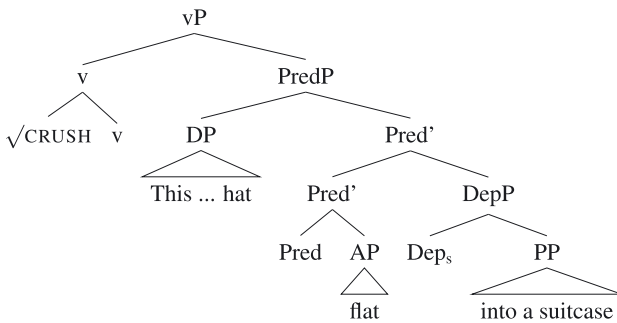 vP
v PredP
√CRUSH v DP Pred’
This ... hat Pred’ DepP
Pred AP Depₛ PP
flat into a suitcase